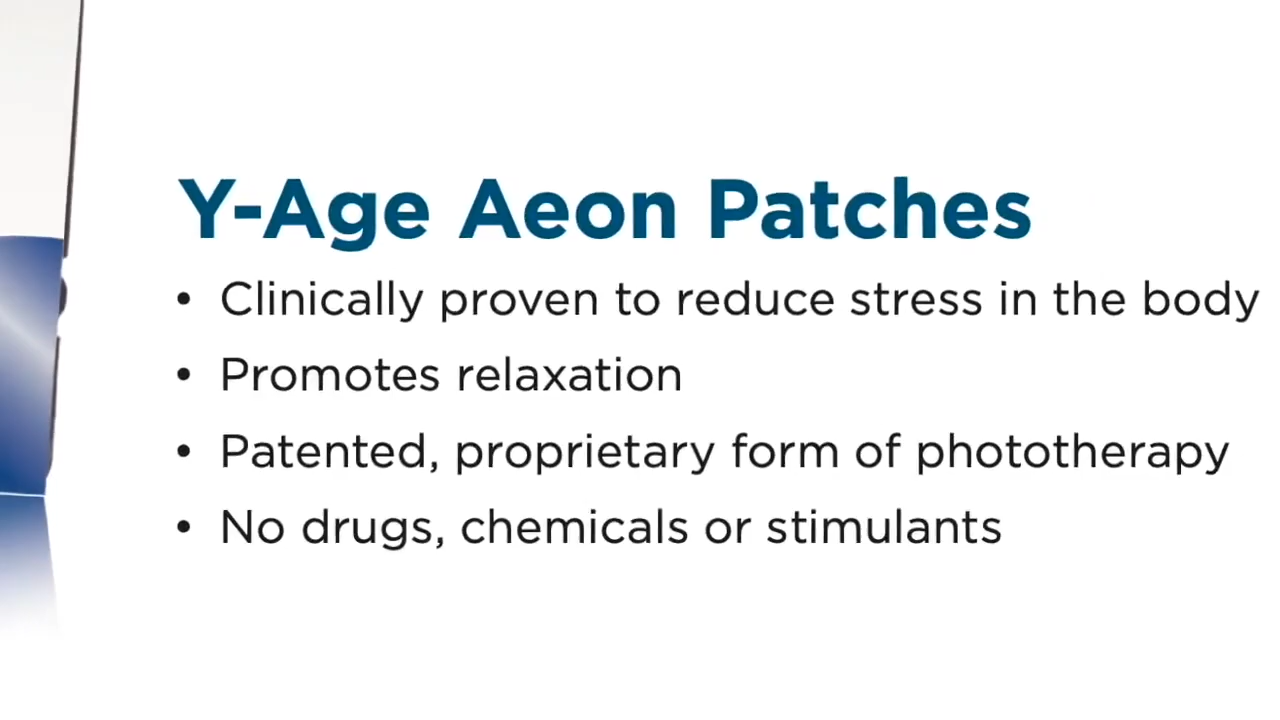 Y-Age Aeon Patches
• Clinically proven to reduce stress in the body
• Promotes relaxation
• Patented, proprietary form of phototherapy
• No drugs, chemicals or stimulants